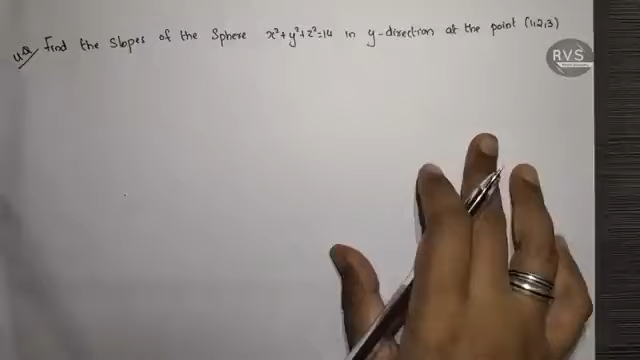 UQ Find the Slopes of the Sphere x²+y²+z²=14 in y-direction at the point (1,2,3)
RVS